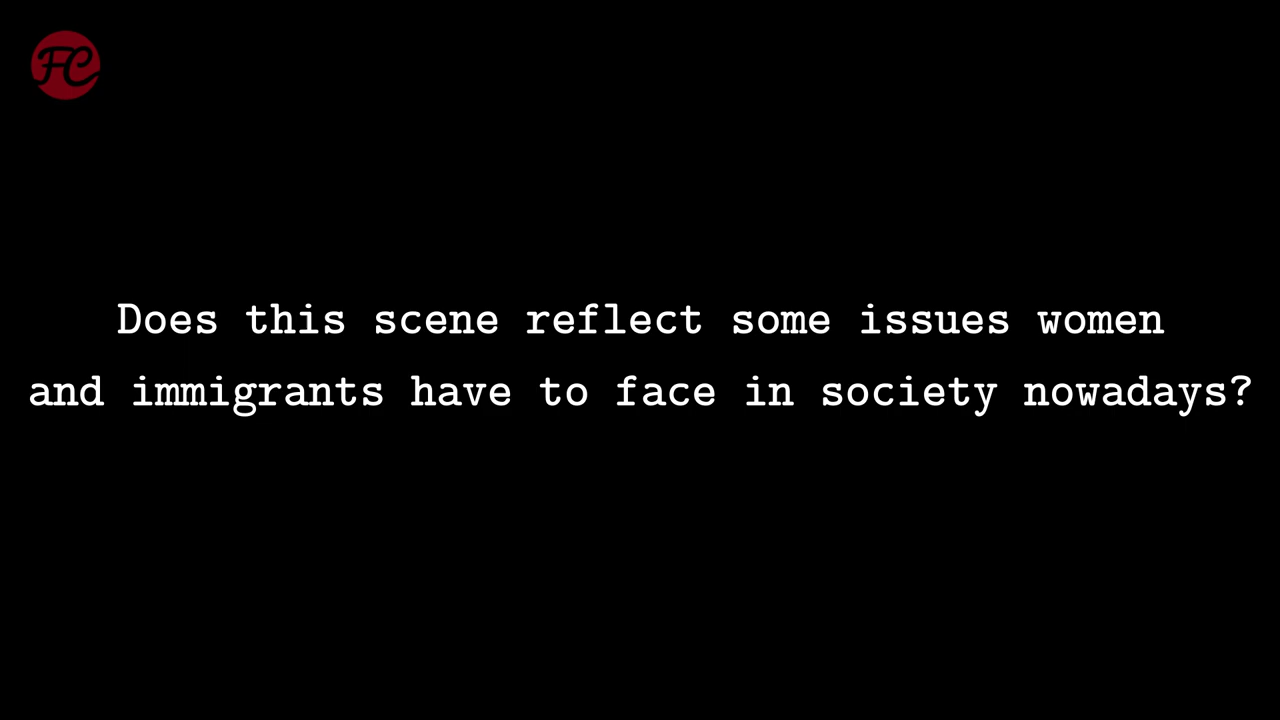 FC
Does this scene reflect some issues women
and immigrants have to face in society nowadays?